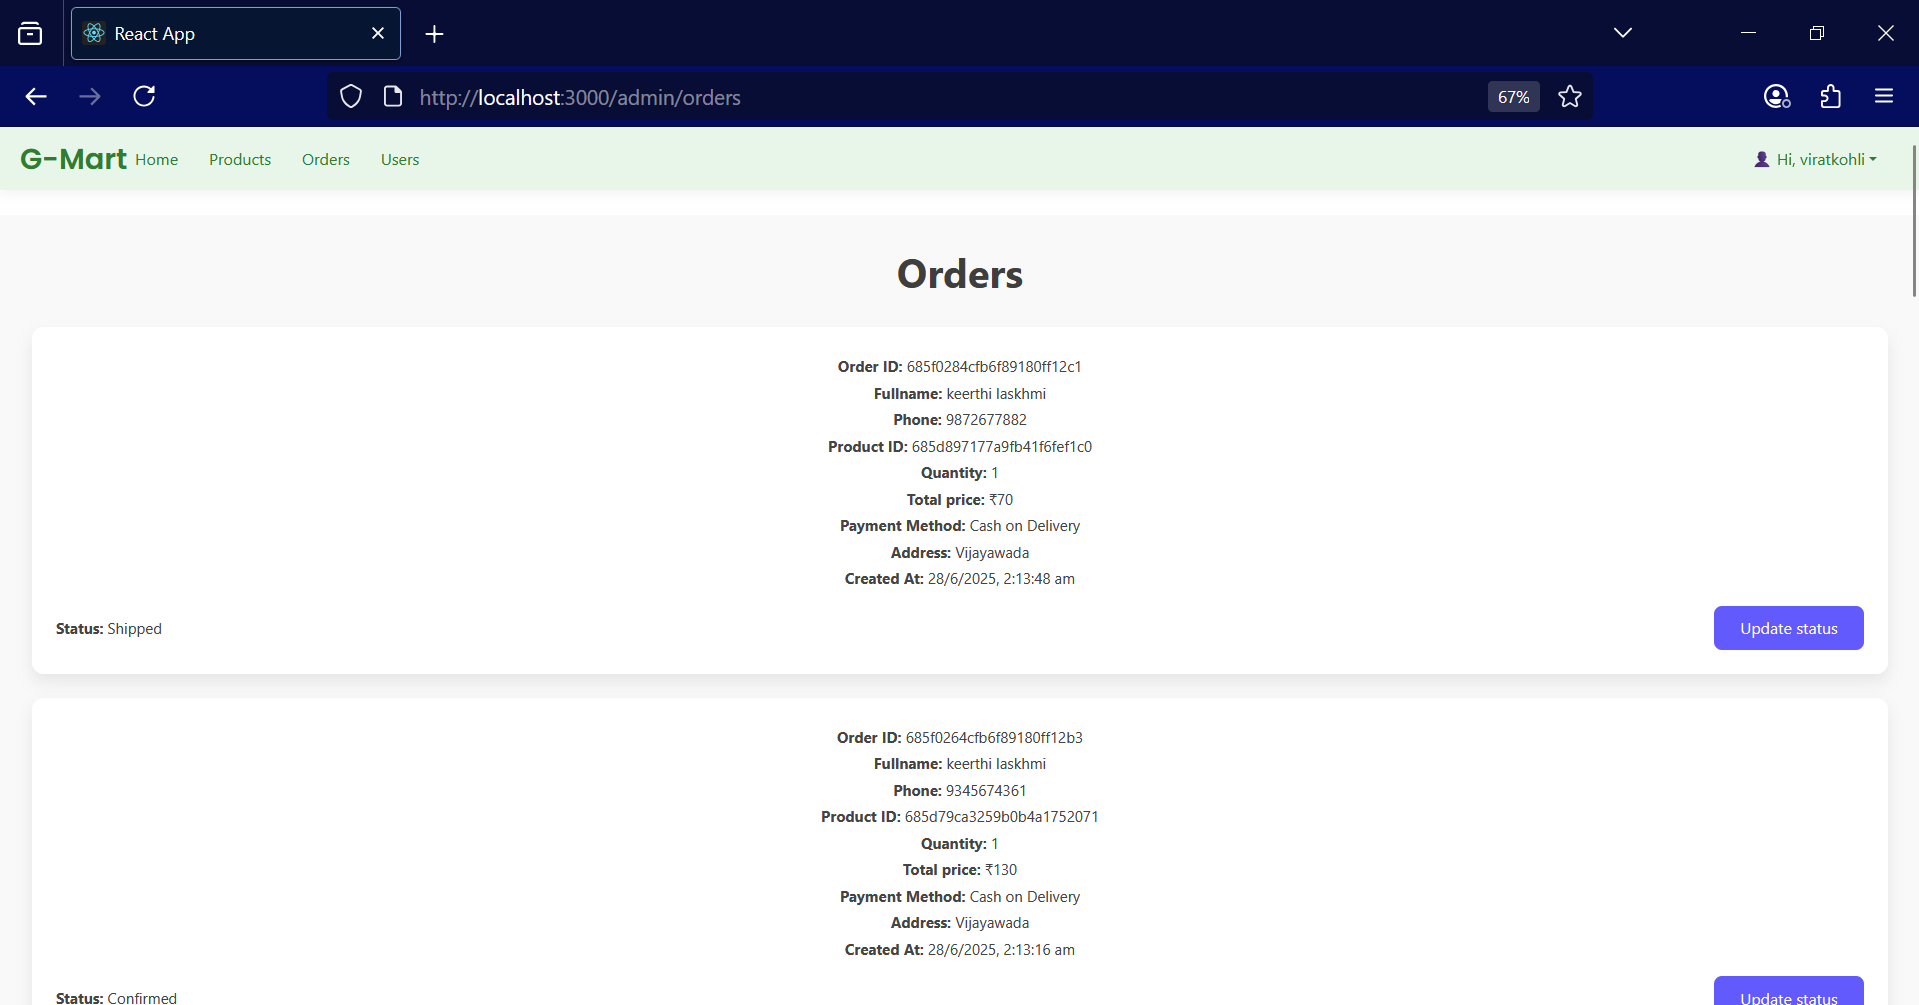 React App
http://localhost:3000/admin/orders
67%
G-Mart Home Products Orders Users Hi, viratkohli
Orders
Order ID: 685f0284cfb6f89180ff12c1
Fullname: keerthi laskhmi
Phone: 9872677882
Product ID: 685d897177a9fb41f6fef1c0
Quantity: 1
Total price: ₹70
Payment Method: Cash on Delivery
Address: Vijayawada
Created At: 28/6/2025, 2:13:48 am
Status: Shipped Update status
Order ID: 685f0264cfb6f89180ff12b3
Fullname: keerthi laskhmi
Phone: 9345674361
Product ID: 685d79ca3259b0b4a1752071
Quantity: 1
Total price: ₹130
Payment Method: Cash on Delivery
Address: Vijayawada
Created At: 28/6/2025, 2:13:16 am
Status: Confirmed Update status